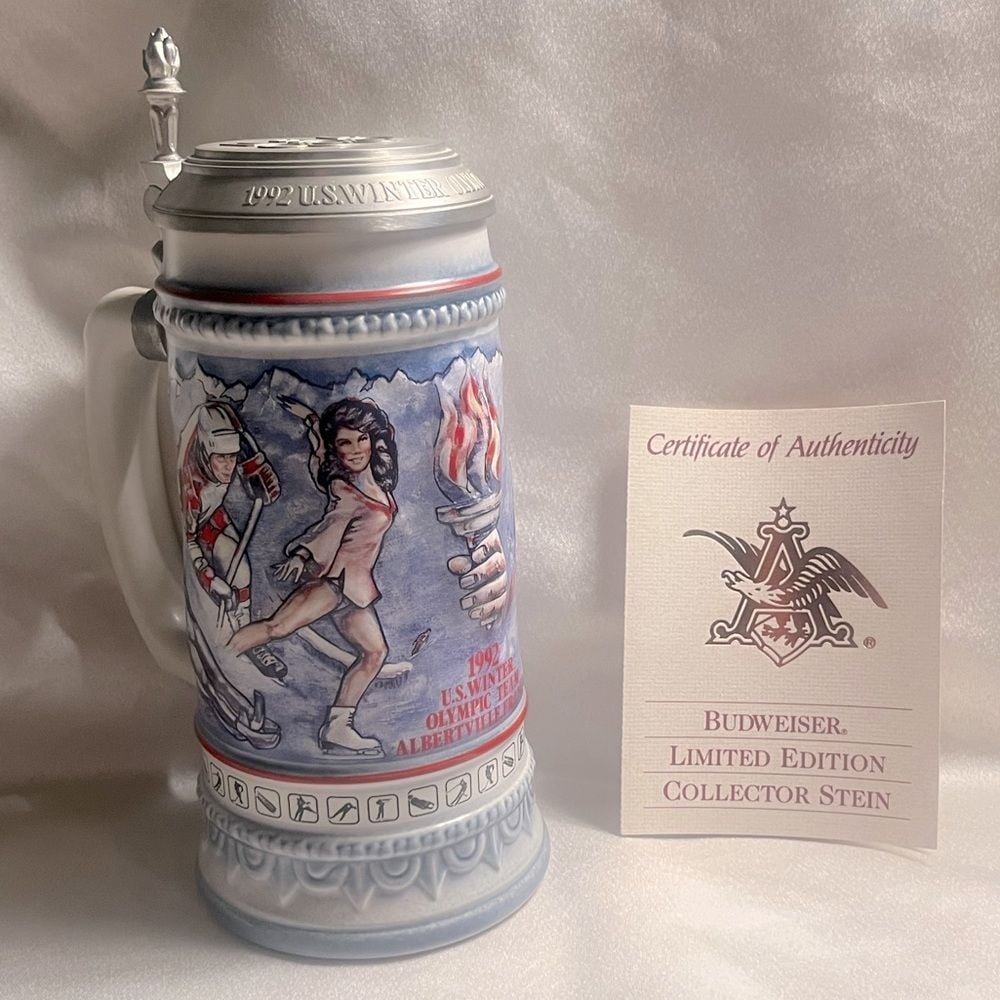 1992 U.S. WINTER
1992
U.S. WINTER
OLYMPIC TEAM
ALBERTVILLE
Certificate of Authenticity
A
®
BUDWEISER®
LIMITED EDITION
COLLECTOR STEIN